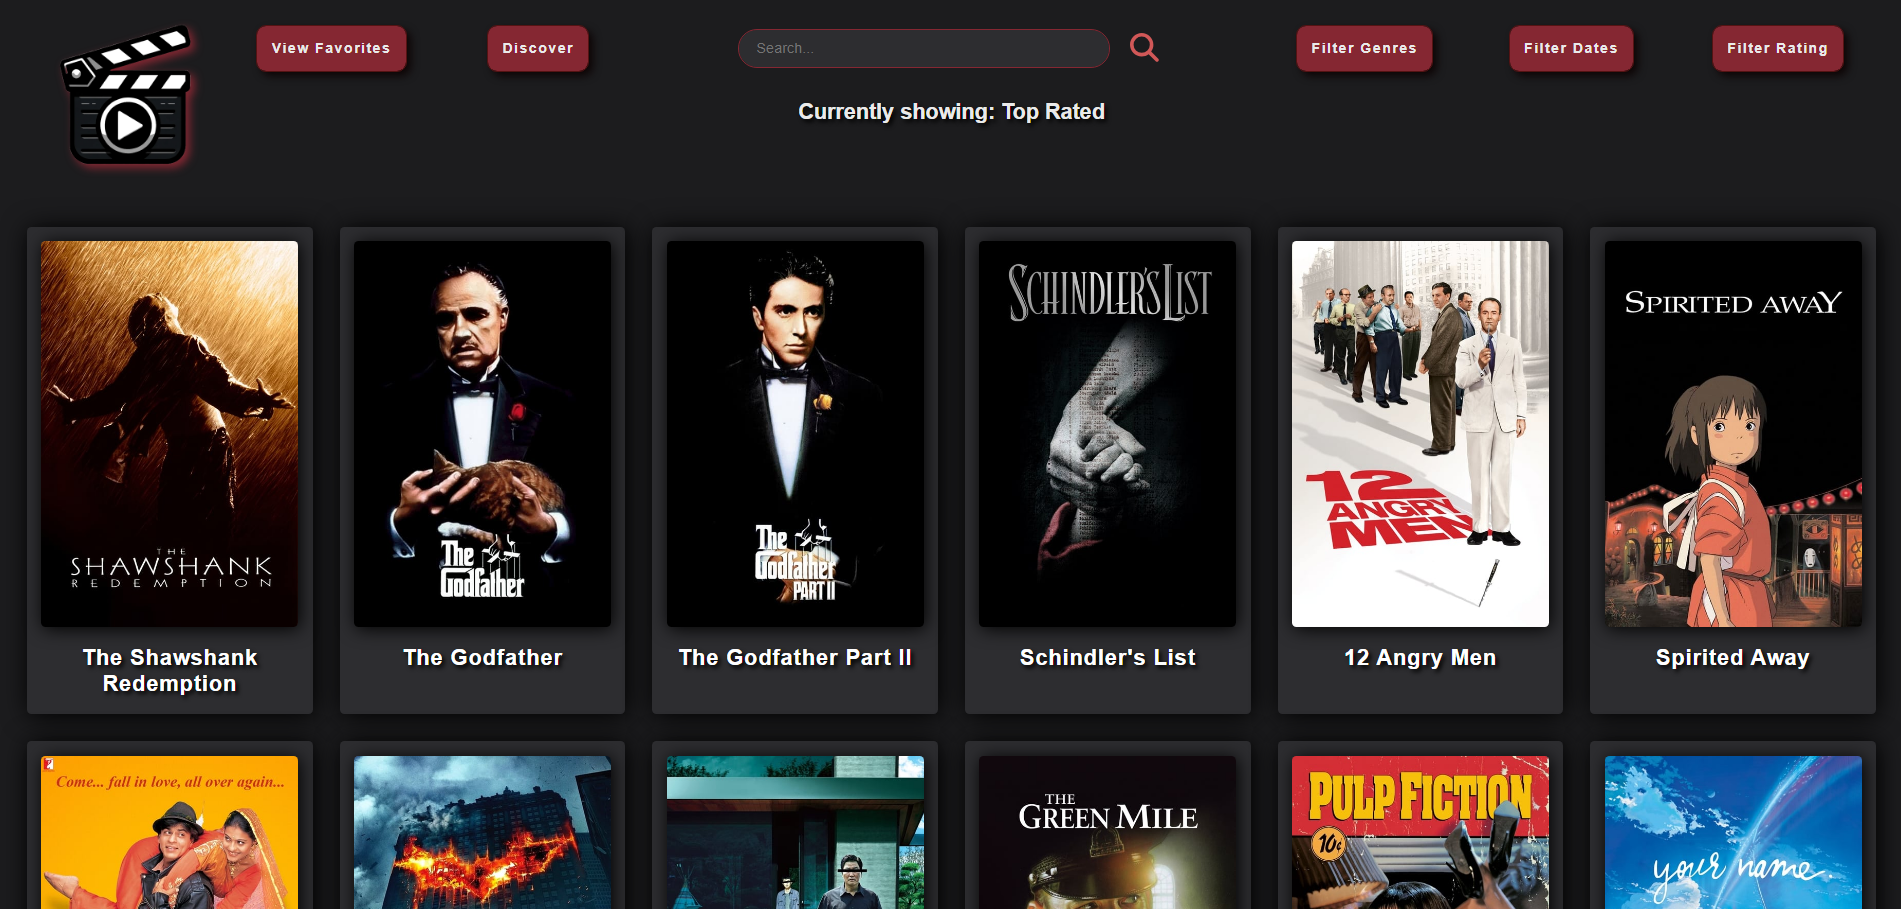 View Favorites
Discover
Search...
Filter Genres
Filter Dates
Filter Rating
Currently showing: Top Rated
THE
SHAWSHANK
REDEMPTION
The Shawshank
Redemption
The
Godfather
The Godfather
The
Godfather
PART II
The Godfather Part II
SCHINDLER'S LIST
Schindler's List
12
ANGRY
MEN
12 Angry Men
SPIRITED AWAY
Spirited Away
Come... fall in love, all over again...
THE
GREEN MILE
PULP FICTION
10¢
your name